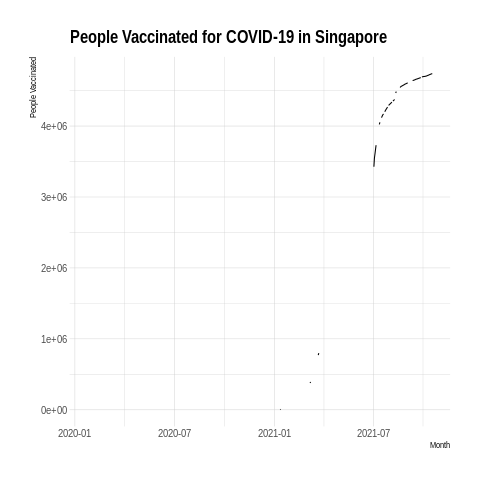 People Vaccinated for COVID-19 in Singapore
People Vaccinated
4e+06
3e+06
2e+06
1e+06
0e+00
2020-01 2020-07 2021-01 2021-07
Month